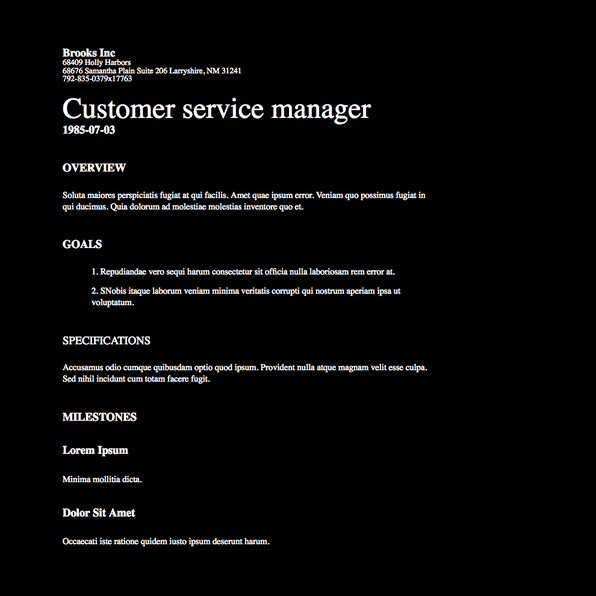 Brooks Inc
68409 Holly Harbors
68676 Samantha Plain Suite 206 Larryshire, NM 31241
792-835-0379x17763
Customer service manager
1985-07-03
OVERVIEW
Soluta maiores perspiciatis fugiat at qui facilis. Amet quae ipsum error. Veniam quo possimus fugiat in
qui ducimus. Quia dolorum ad molestiae molestias inventore quo et.
GOALS
1. Repudiandae vero sequi harum consectetur sit officia nulla laboriosam rem error at.
2. SNobis itaque laborum veniam minima veritatis corrupti qui nostrum aperiam ipsa ut
voluptatum.
SPECIFICATIONS
Accusamus odio cumque quibusdam optio quod ipsum. Provident nulla atque magnam velit esse culpa.
Sed nihil incidunt cum totam facere fugit.
MILESTONES
Lorem Ipsum
Minima mollitia dicta.
Dolor Sit Amet
Occaecati iste ratione quidem iusto ipsum deserunt harum.